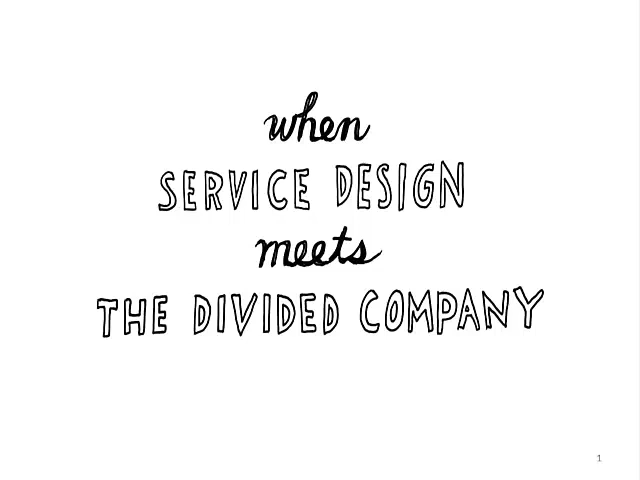 when
SERVICE DESIGN
meets
THE DIVIDED COMPANY
1